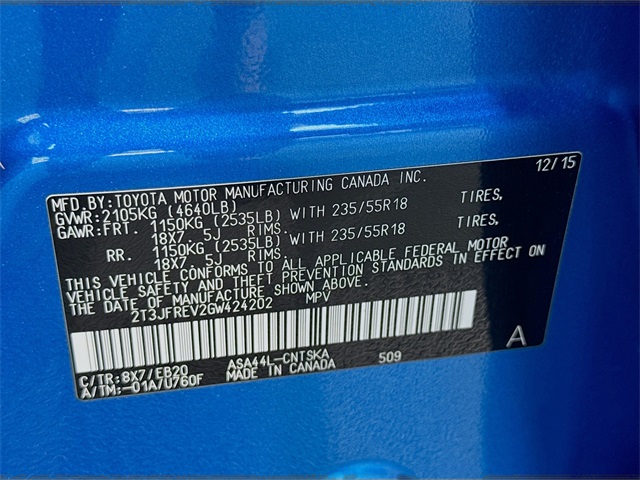 MFD.BY:TOYOTA MOTOR MANUFACTURING CANADA INC. 12/15
GVWR:2105KG (4640LB)
GAWR:FRT. 1150KG (2535LB) WITH 235/55R18 TIRES,
18X7.5J RIMS.
RR. 1150KG (2535LB) WITH 235/55R18 TIRES,
18X7.5J RIMS.
THIS VEHICLE CONFORMS TO ALL APPLICABLE FEDERAL MOTOR
VEHICLE SAFETY AND THEFT PREVENTION STANDARDS IN EFFECT ON
THE DATE OF MANUFACTURE SHOWN ABOVE.
2T3JFREV2GW424202 MPV
A
C/TR:8X7/EB20 ASA44L-CNTSKA 509
A/TM:-01A/U760F MADE IN CANADA